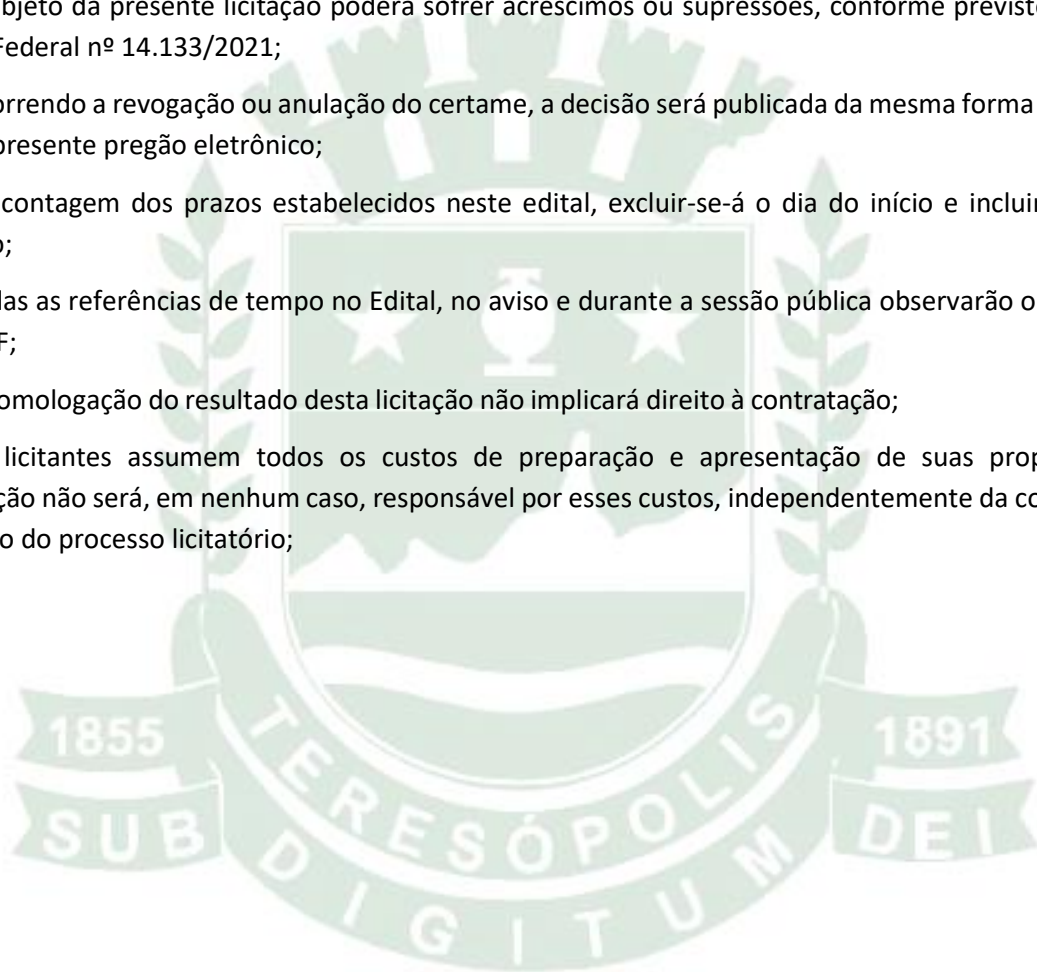 bjeto da presente licitação poderá sofrer acréscimos ou supressões, conforme previsto
Federal nº 14.133/2021;
orrendo a revogação ou anulação do certame, a decisão será publicada da mesma forma
presente pregão eletrônico;
contagem dos prazos estabelecidos neste edital, excluir-se-á o dia do início e incluir
o;
das as referências de tempo no Edital, no aviso e durante a sessão pública observarão o
F;
omologação do resultado desta licitação não implicará direito à contratação;
licitantes assumem todos os custos de preparação e apresentação de suas prop
ção não será, em nenhum caso, responsável por esses custos, independentemente da co
o do processo licitatório;
1855
1891
TERESÓPOLIS
SUB
DIGITUM
DEI